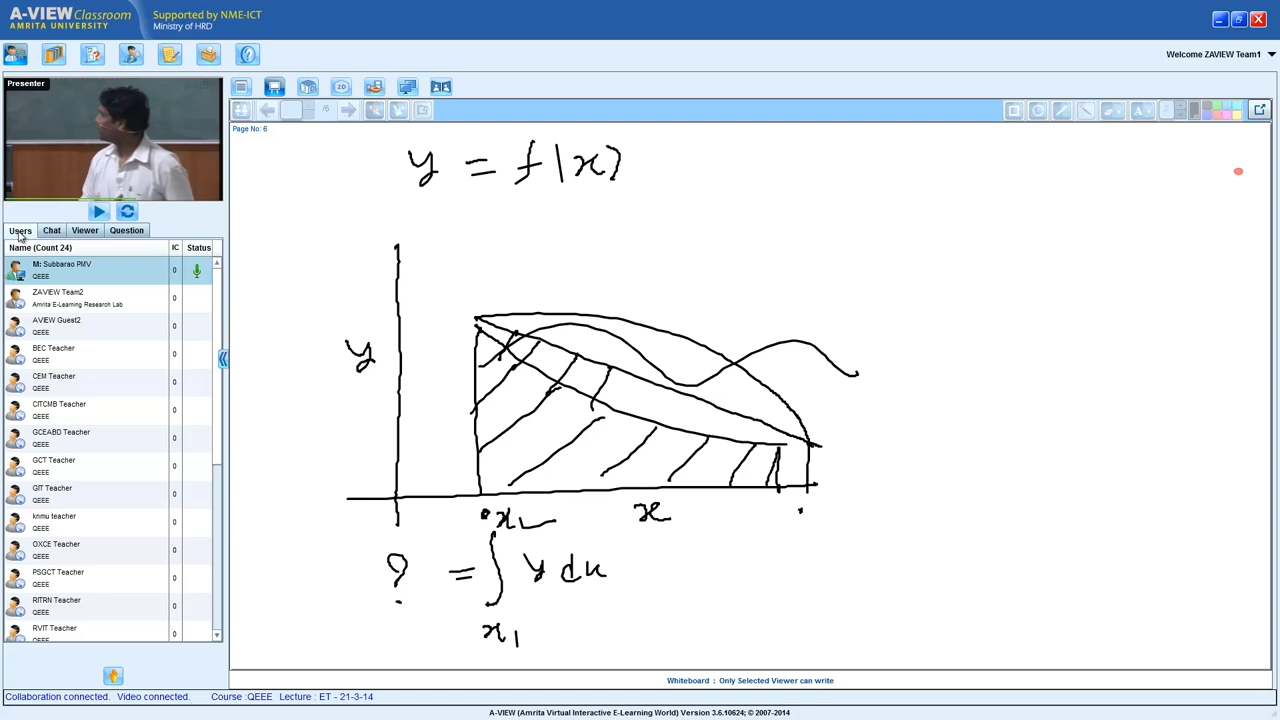 A-VIEW Classroom
AMRITA UNIVERSITY
Supported by NME-ICT
Ministry of HRD
Welcome ZAVIEW Team1
Presenter
/6
Page No: 6
Users Chat Viewer Question
Name (Count 24) IC Status
M: Subbarao PMV
QEEE
0
ZAVIEW Team2
Amrita E-Learning Research Lab
0
AVIEW Guest2
QEEE
0
BEC Teacher
QEEE
0
CEM Teacher
QEEE
0
CITCMB Teacher
QEEE
0
GCEABD Teacher
QEEE
0
GCT Teacher
QEEE
0
GIT Teacher
QEEE
0
knmu teacher
QEEE
0
OXCE Teacher
QEEE
0
PSGCT Teacher
QEEE
0
RITRN Teacher
QEEE
0
RVIT Teacher
0
y = f(x)
y
x
? = ∫ y dx
x1
Whiteboard : Only Selected Viewer can write
Collaboration connected. Video connected. Course :QEEE Lecture : ET - 21-3-14
A-VIEW (Amrita Virtual Interactive E-Learning World) Version 3.6.10624; © 2007-2014